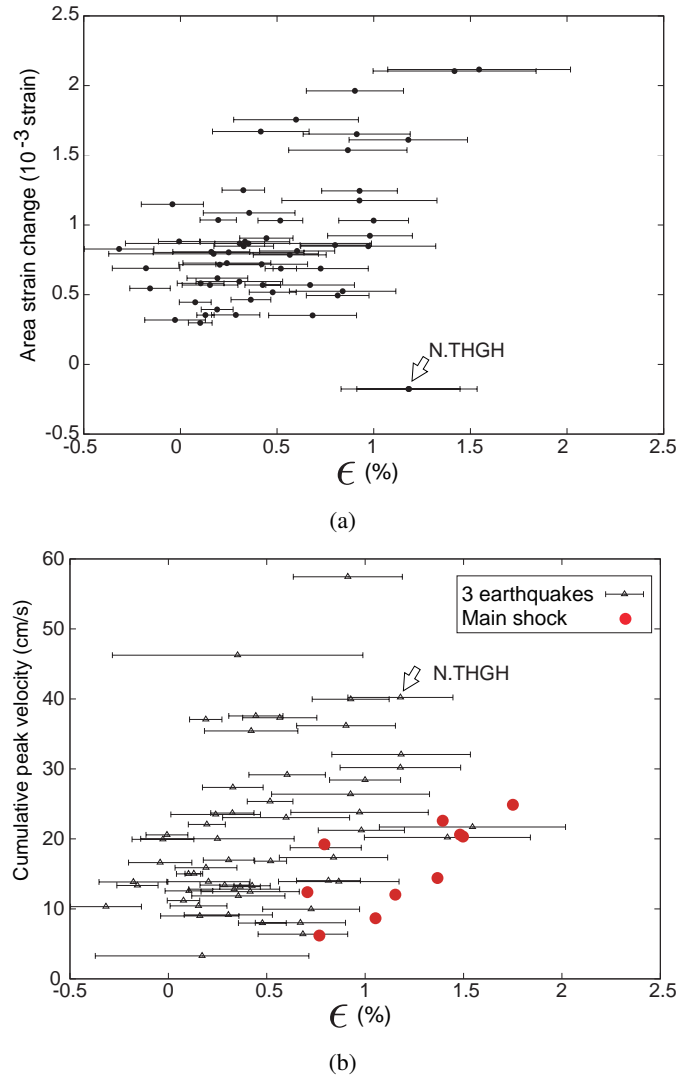 2.5
2
1.5
1
0.5
0
-0.5
Area strain change (10⁻³ strain)
N.THGH
-0.5 0 0.5 1 1.5 2 2.5
ϵ (%)
(a)
60
50
40
30
20
10
0
Cumulative peak velocity (cm/s)
3 earthquakes
Main shock
N.THGH
-0.5 0 0.5 1 1.5 2 2.5
ϵ (%)
(b)